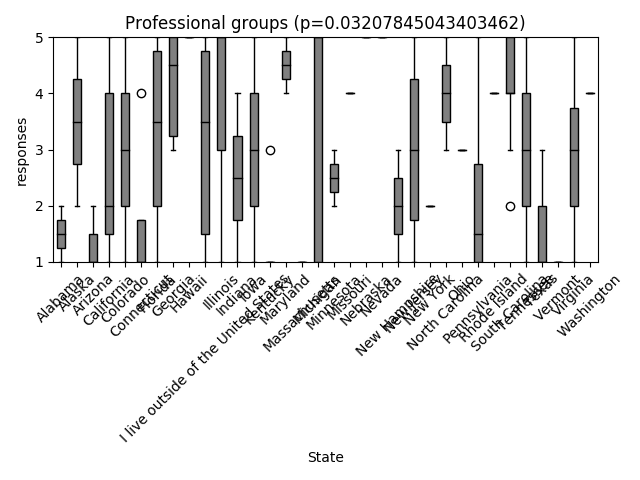 Professional groups (p=0.03207845043403462)
responses
5
4
3
2
1
Alabama
Alaska
Arizona
California
Colorado
Connecticut
Florida
Georgia
Hawaii
I live outside of the United States
Illinois
Indiana
Iowa
Kentucky
Maryland
Massachusetts
Michigan
Minnesota
Missouri
Nebraska
Nevada
New Hampshire
New Jersey
New York
North Carolina
Ohio
Pennsylvania
Rhode Island
South Carolina
Tennessee
Texas
Vermont
Virginia
Washington
State